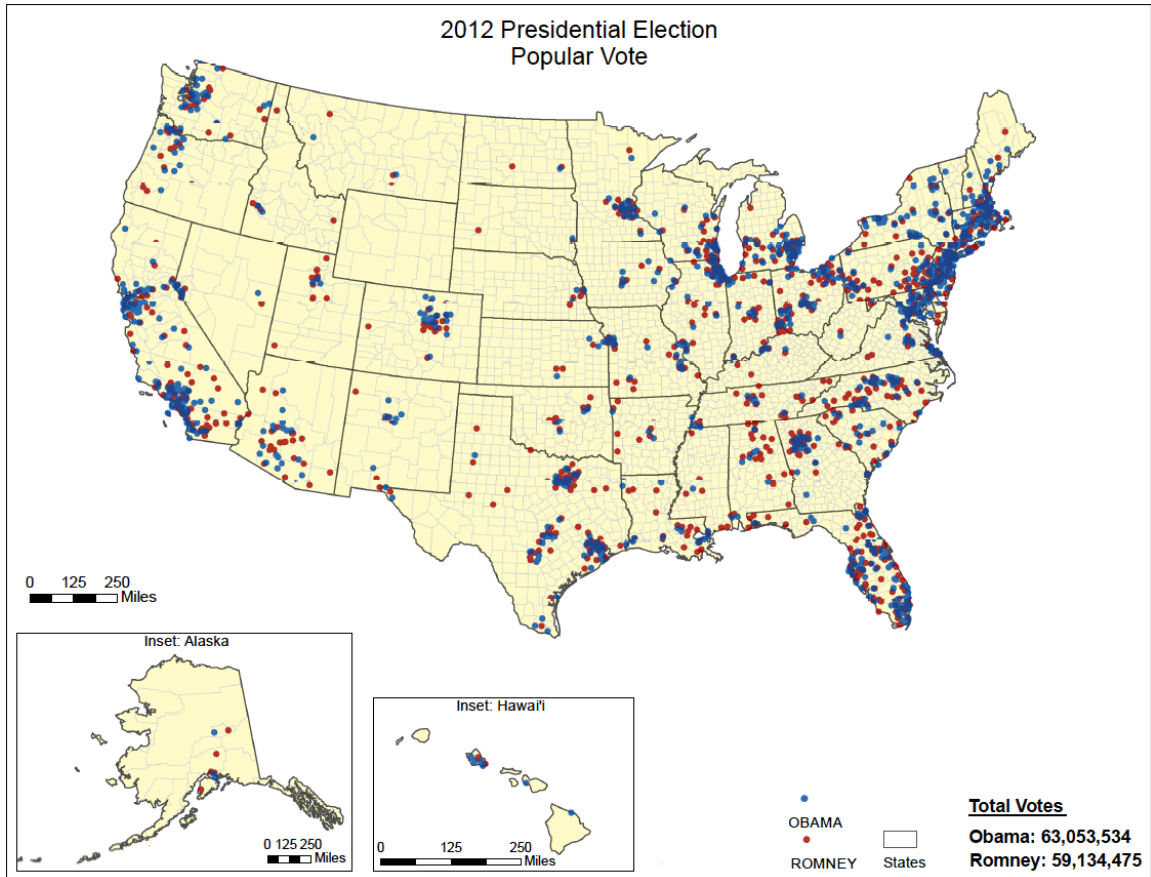 2012 Presidential Election
Popular Vote
0 125 250
Miles
Inset: Alaska
0 125 250
Miles
Inset: Hawai'i
0 125 250
Miles
OBAMA
ROMNEY
States
Total Votes
Obama: 63,053,534
Romney: 59,134,475